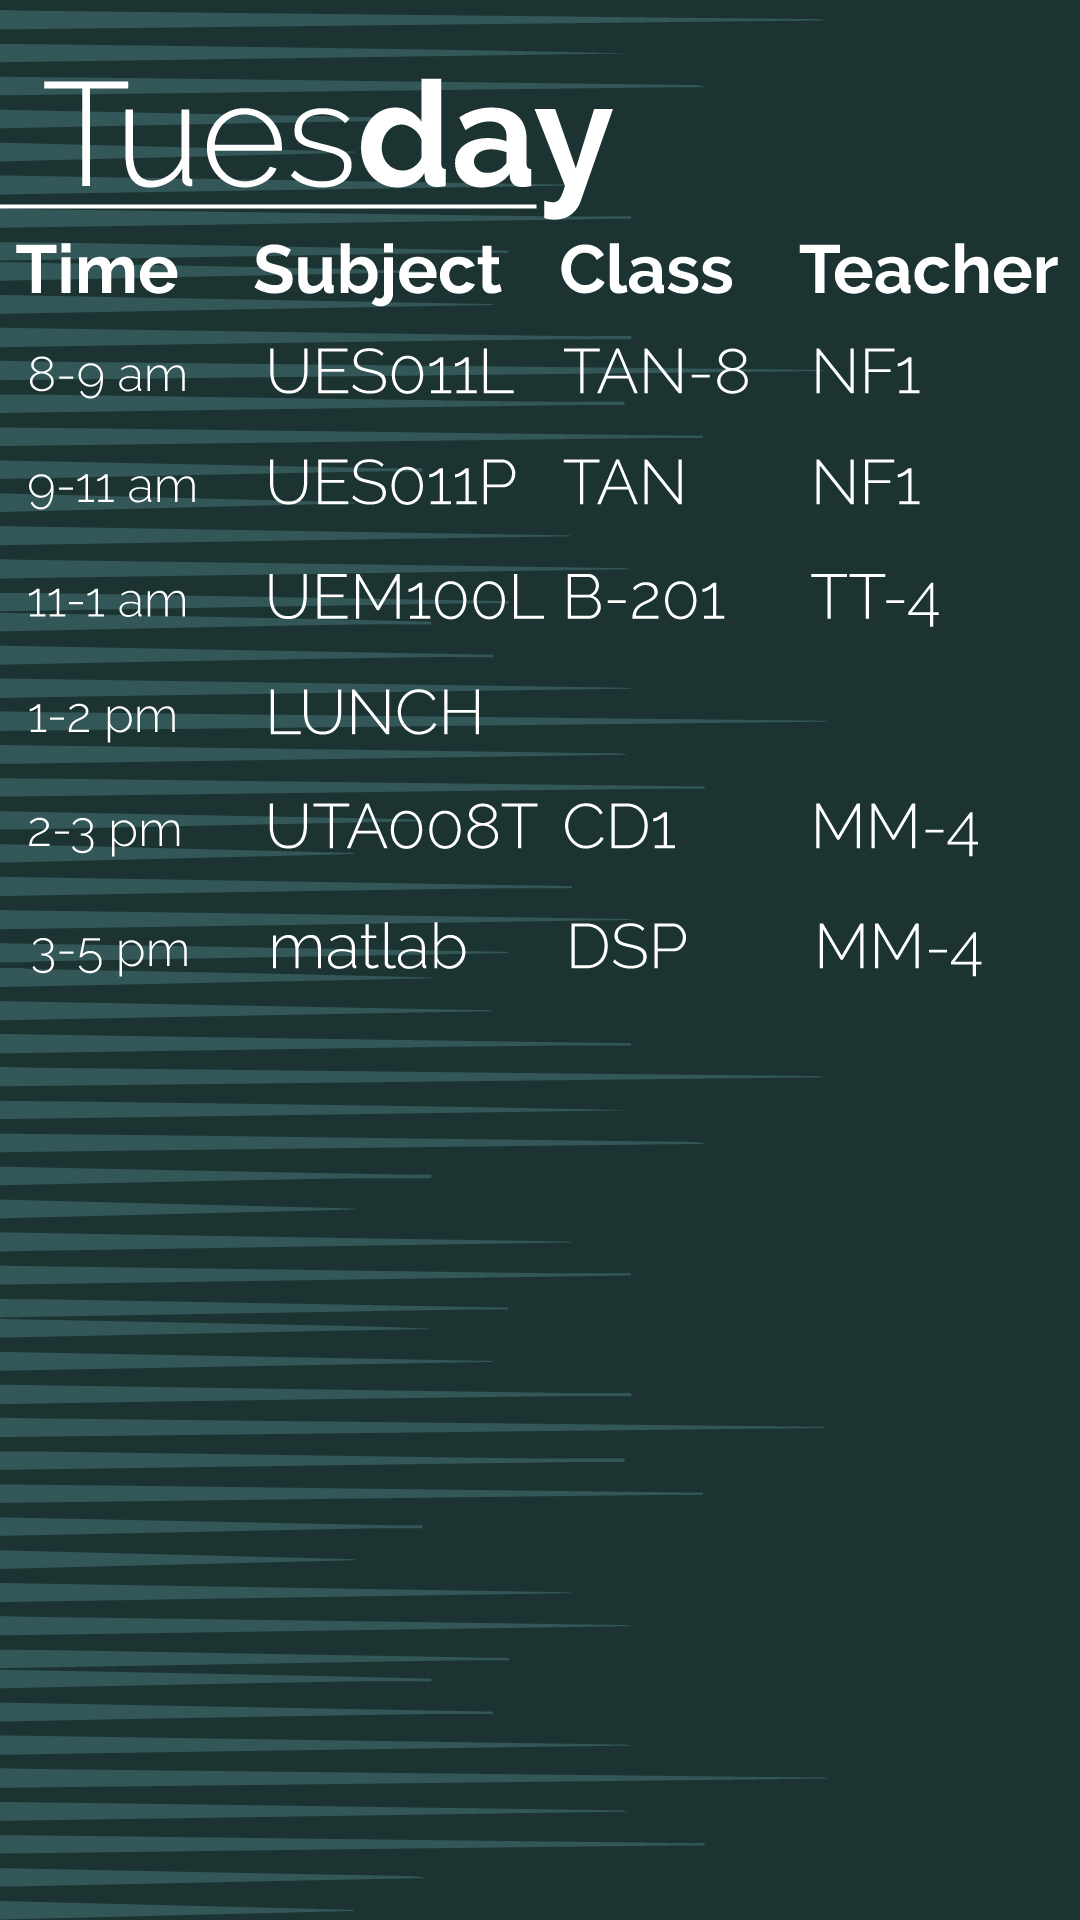 Tuesday
Time Subject Class Teacher
8-9 am UES011L TAN-8 NF1
9-11 am UES011P TAN NF1
11-1 am UEM100L B-201 TT-4
1-2 pm LUNCH
2-3 pm UTA008T CD1 MM-4
3-5 pm matlab DSP MM-4